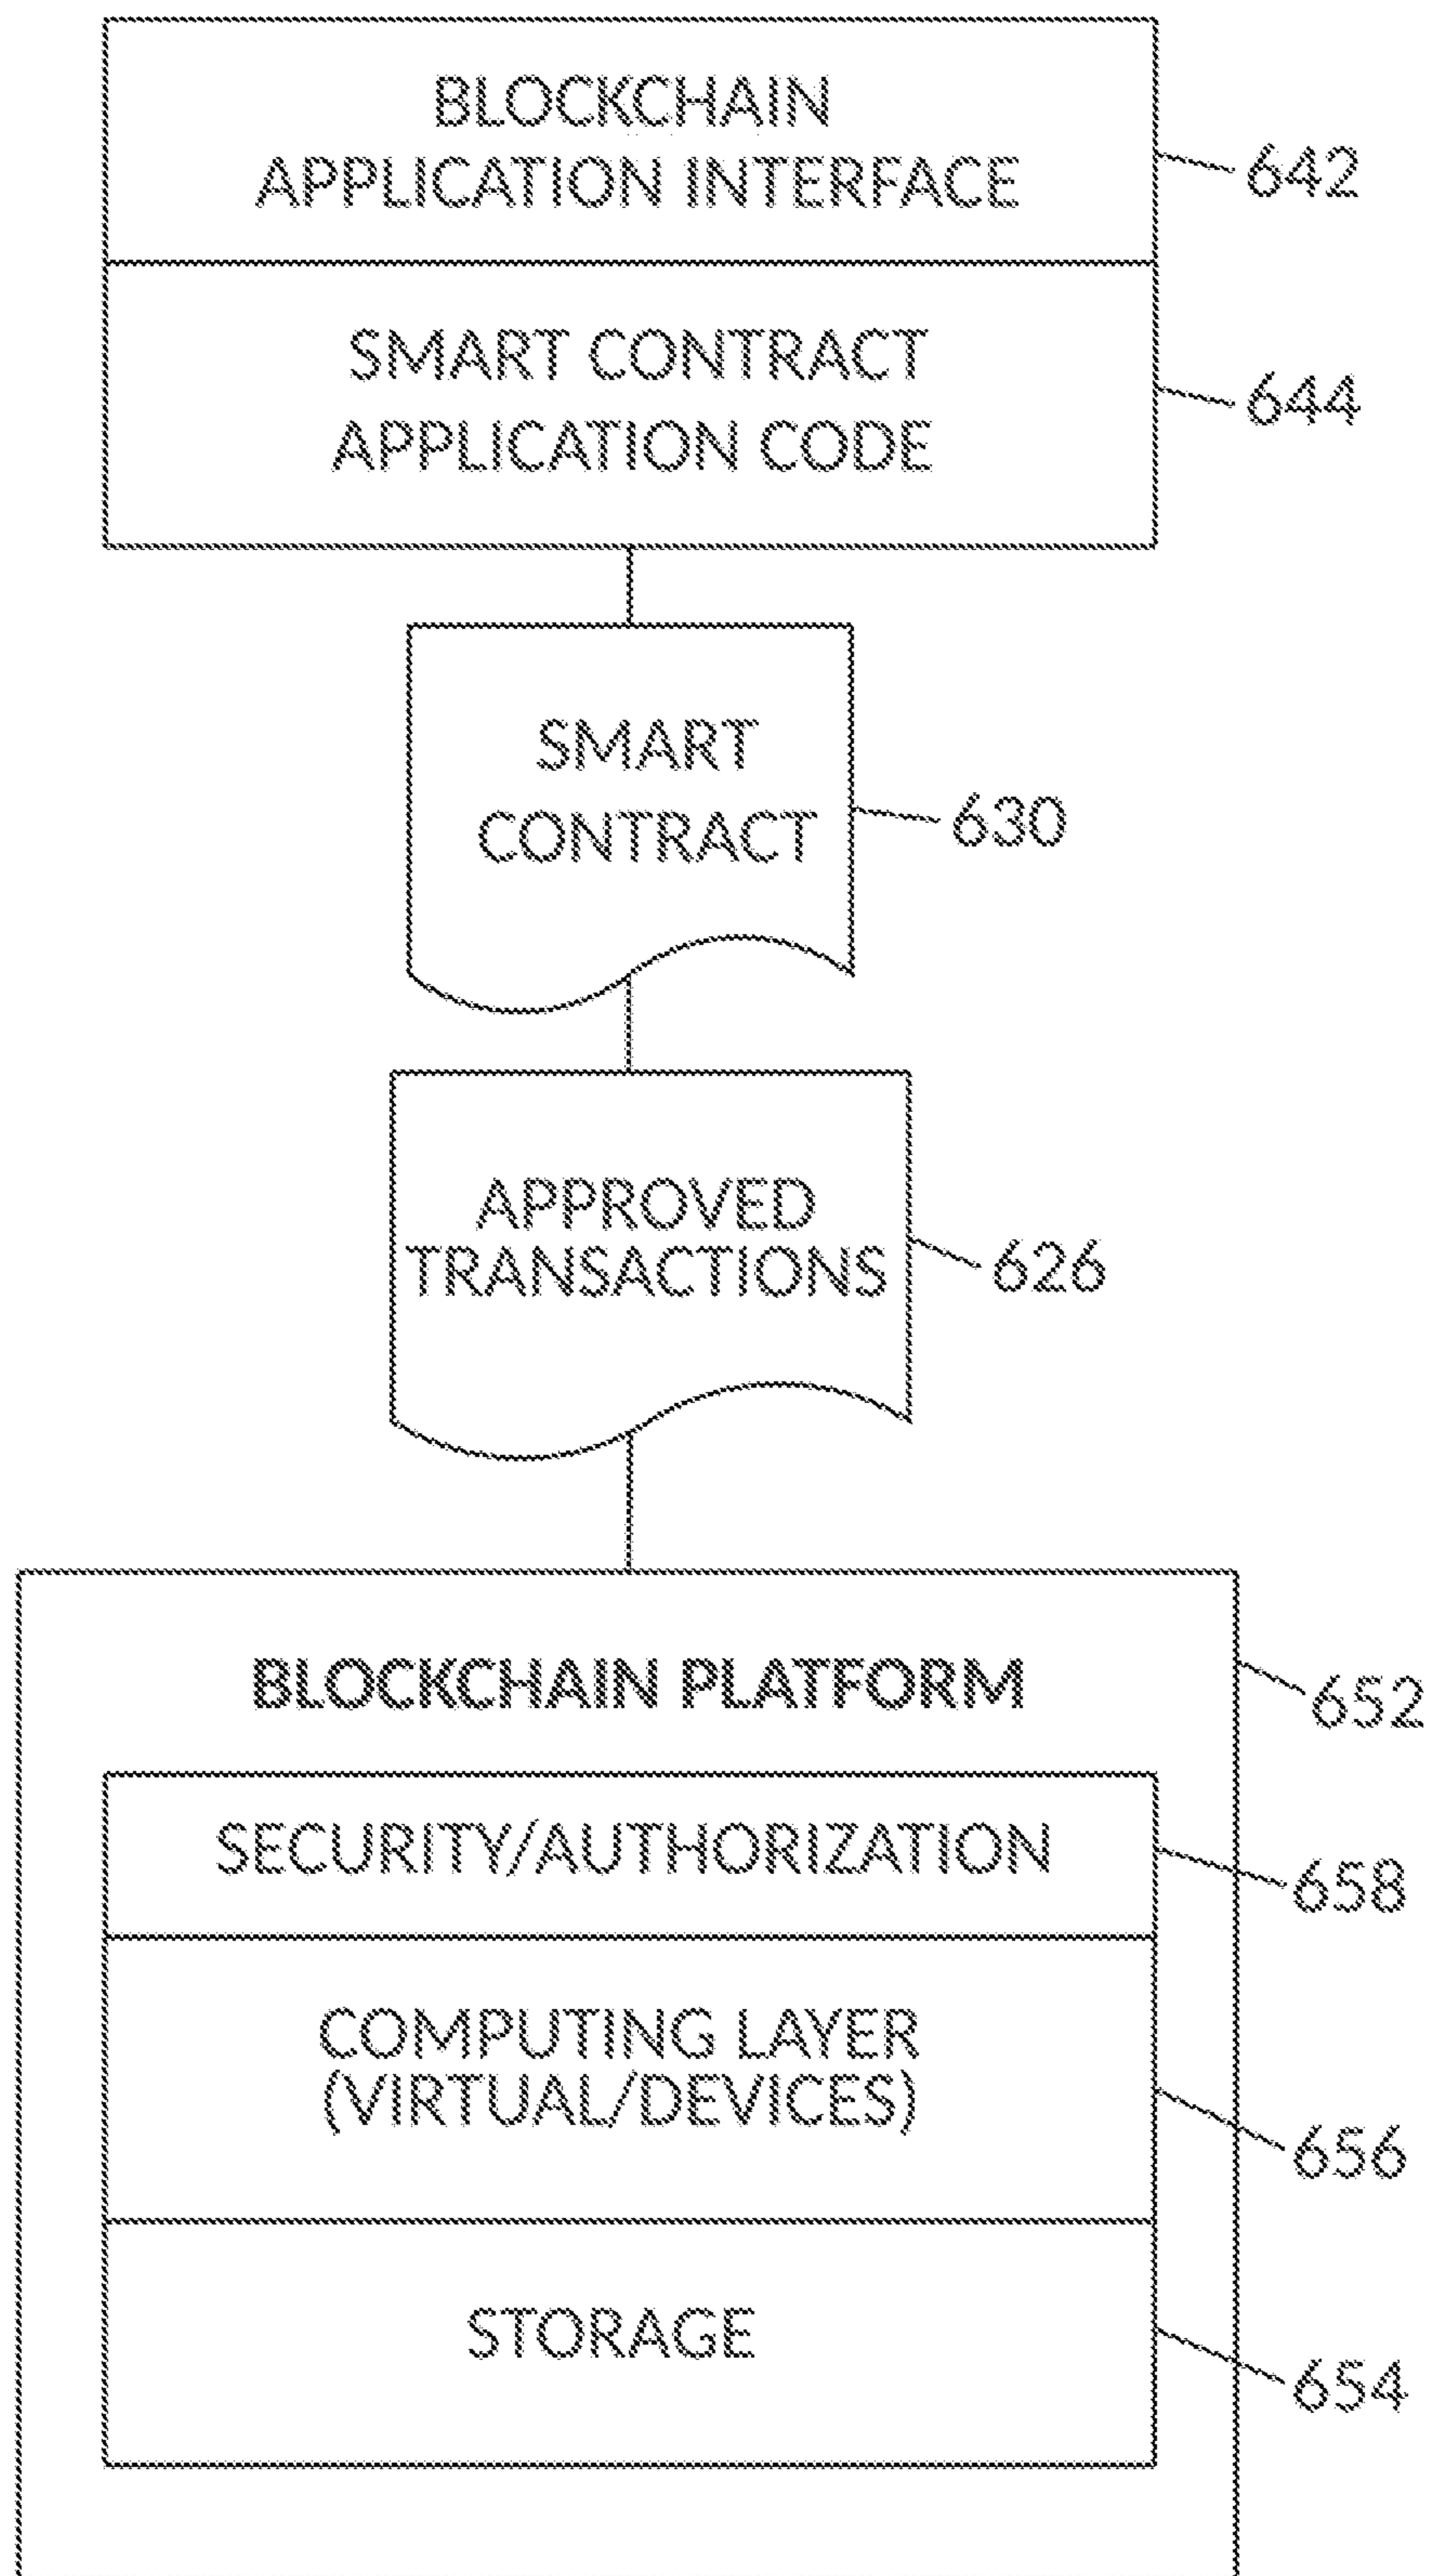 BLOCKCHAIN
APPLICATION INTERFACE
642
SMART CONTRACT
APPLICATION CODE
644
SMART
CONTRACT
630
APPROVED
TRANSACTIONS
626
BLOCKCHAIN PLATFORM
652
SECURITY/AUTHORIZATION
658
COMPUTING LAYER
(VIRTUAL/DEVICES)
656
STORAGE
654